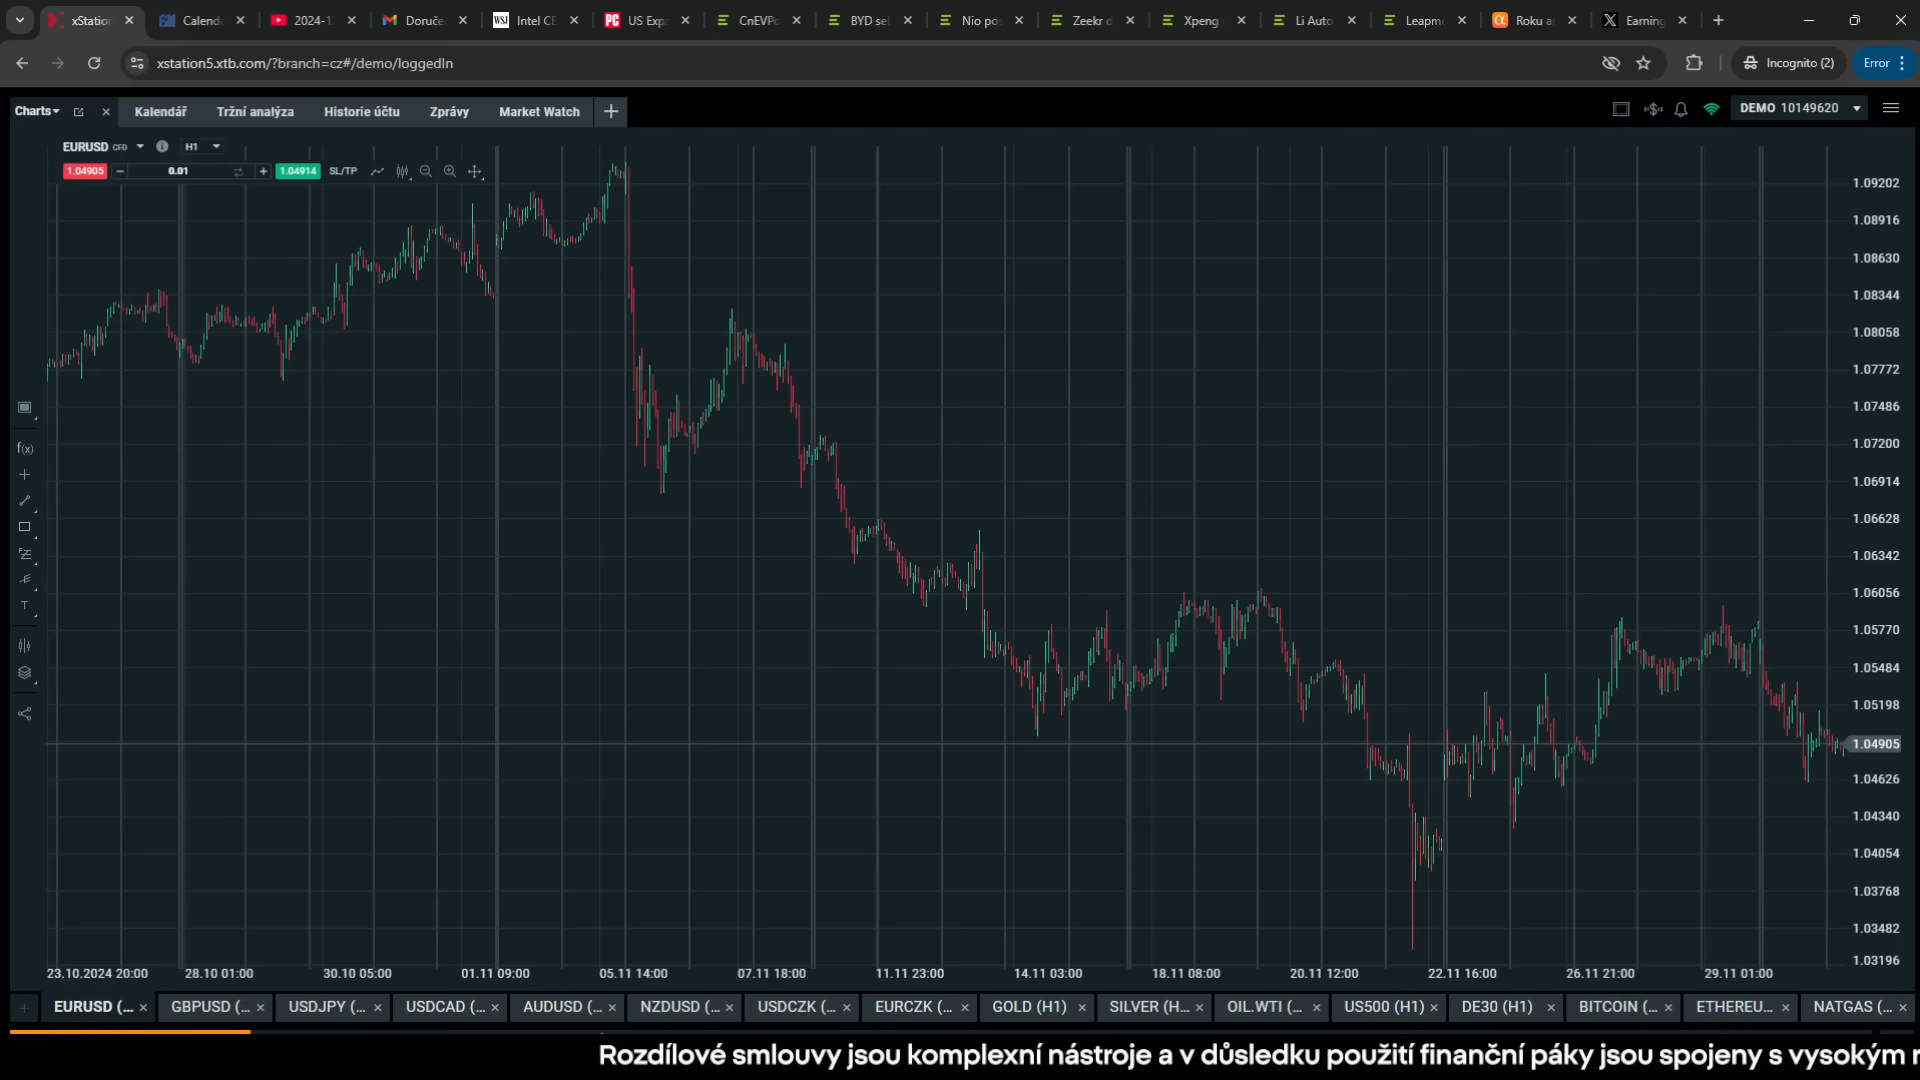 xStation
Calend
2024-1
Doruče
WSJ Intel CE
PC US Exp
CnEVPo
BYD sel
Nio pos
Zeekr d
Xpeng
Li Auto
Leapm
Roku a
Earning
xstation5.xtb.com/?branch=cz#/demo/loggedIn
Incognito (2)
Error
Charts
Kalendář
Tržní analýza
Historie účtu
Zprávy
Market Watch
DEMO 10149620
EURUSD CFD
H1
1.04905
0.01
1.04914
SL/TP
1.09202
1.08916
1.08630
1.08344
1.08058
1.07772
1.07486
1.07200
1.06914
1.06628
1.06342
1.06056
1.05770
1.05484
1.05198
1.04905
1.04626
1.04340
1.04054
1.03768
1.03482
1.03196
f(x)
T
23.10.2024 20:00
28.10 01:00
30.10 05:00
01.11 09:00
05.11 14:00
07.11 18:00
11.11 23:00
14.11 03:00
18.11 08:00
20.11 12:00
22.11 16:00
26.11 21:00
29.11 01:00
EURUSD (...
GBPUSD (...
USDJPY (...
USDCAD (...
AUDUSD (...
NZDUSD (...
USDCZK (...
EURCZK (...
GOLD (H1)
SILVER (H...
OIL.WTI (...
US500 (H1)
DE30 (H1)
BITCOIN (...
ETHEREU...
NATGAS (...
Rozdílové smlouvy jsou komplexní nástroje a v důsledku použití finanční páky jsou spojeny s vysokým